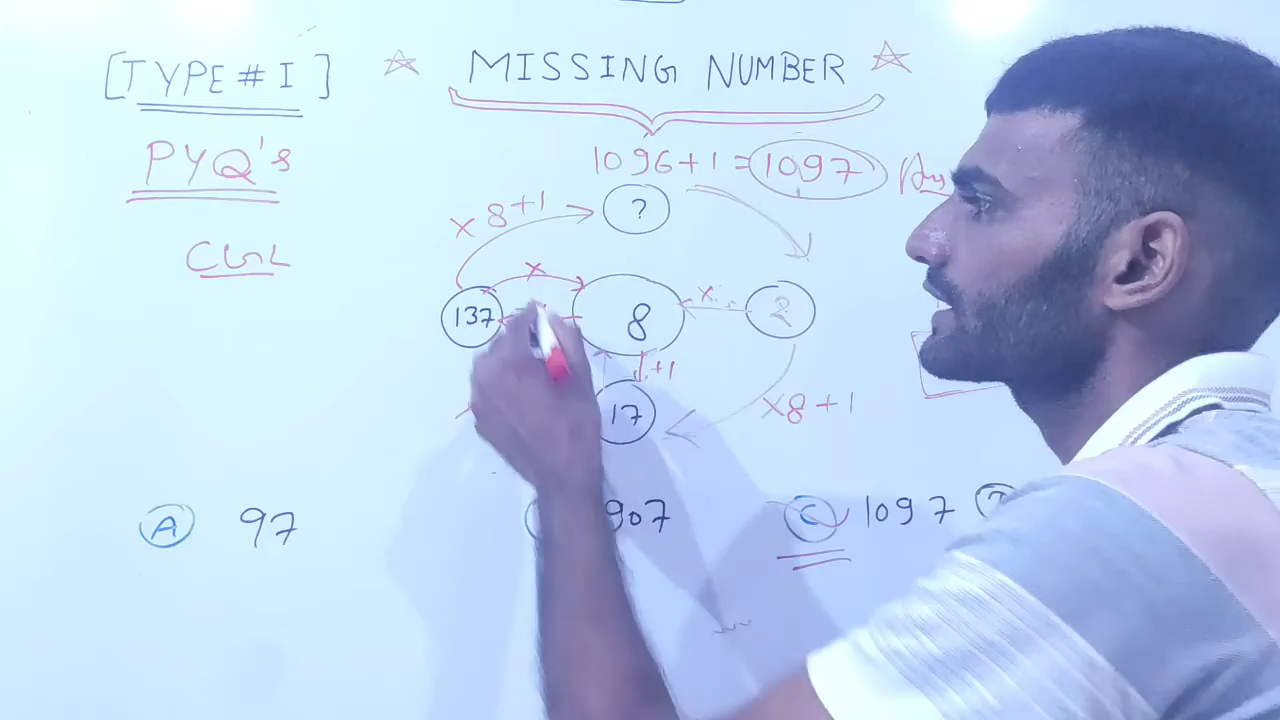 [TYPE # I] ☆ MISSING NUMBER ☆
PYQ's
1096 + 1 = 1097 Ans
× 8 + 1
?
×
137
8
×
2
+1
17
×8 + 1
A 97
907
C 1097